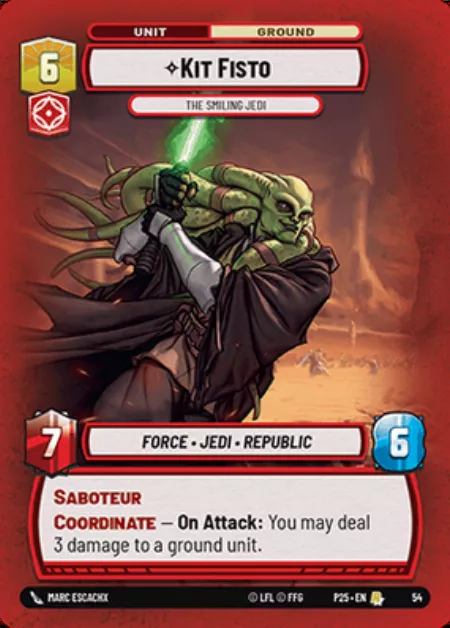 UNIT
GROUND
6
✧KIT FISTO
THE SMILING JEDI
7
FORCE • JEDI • REPUBLIC
6
SABOTEUR
COORDINATE – On Attack: You may deal
3 damage to a ground unit.
MARC ESCACHX
© LFL © FFG
P25 • EN
54